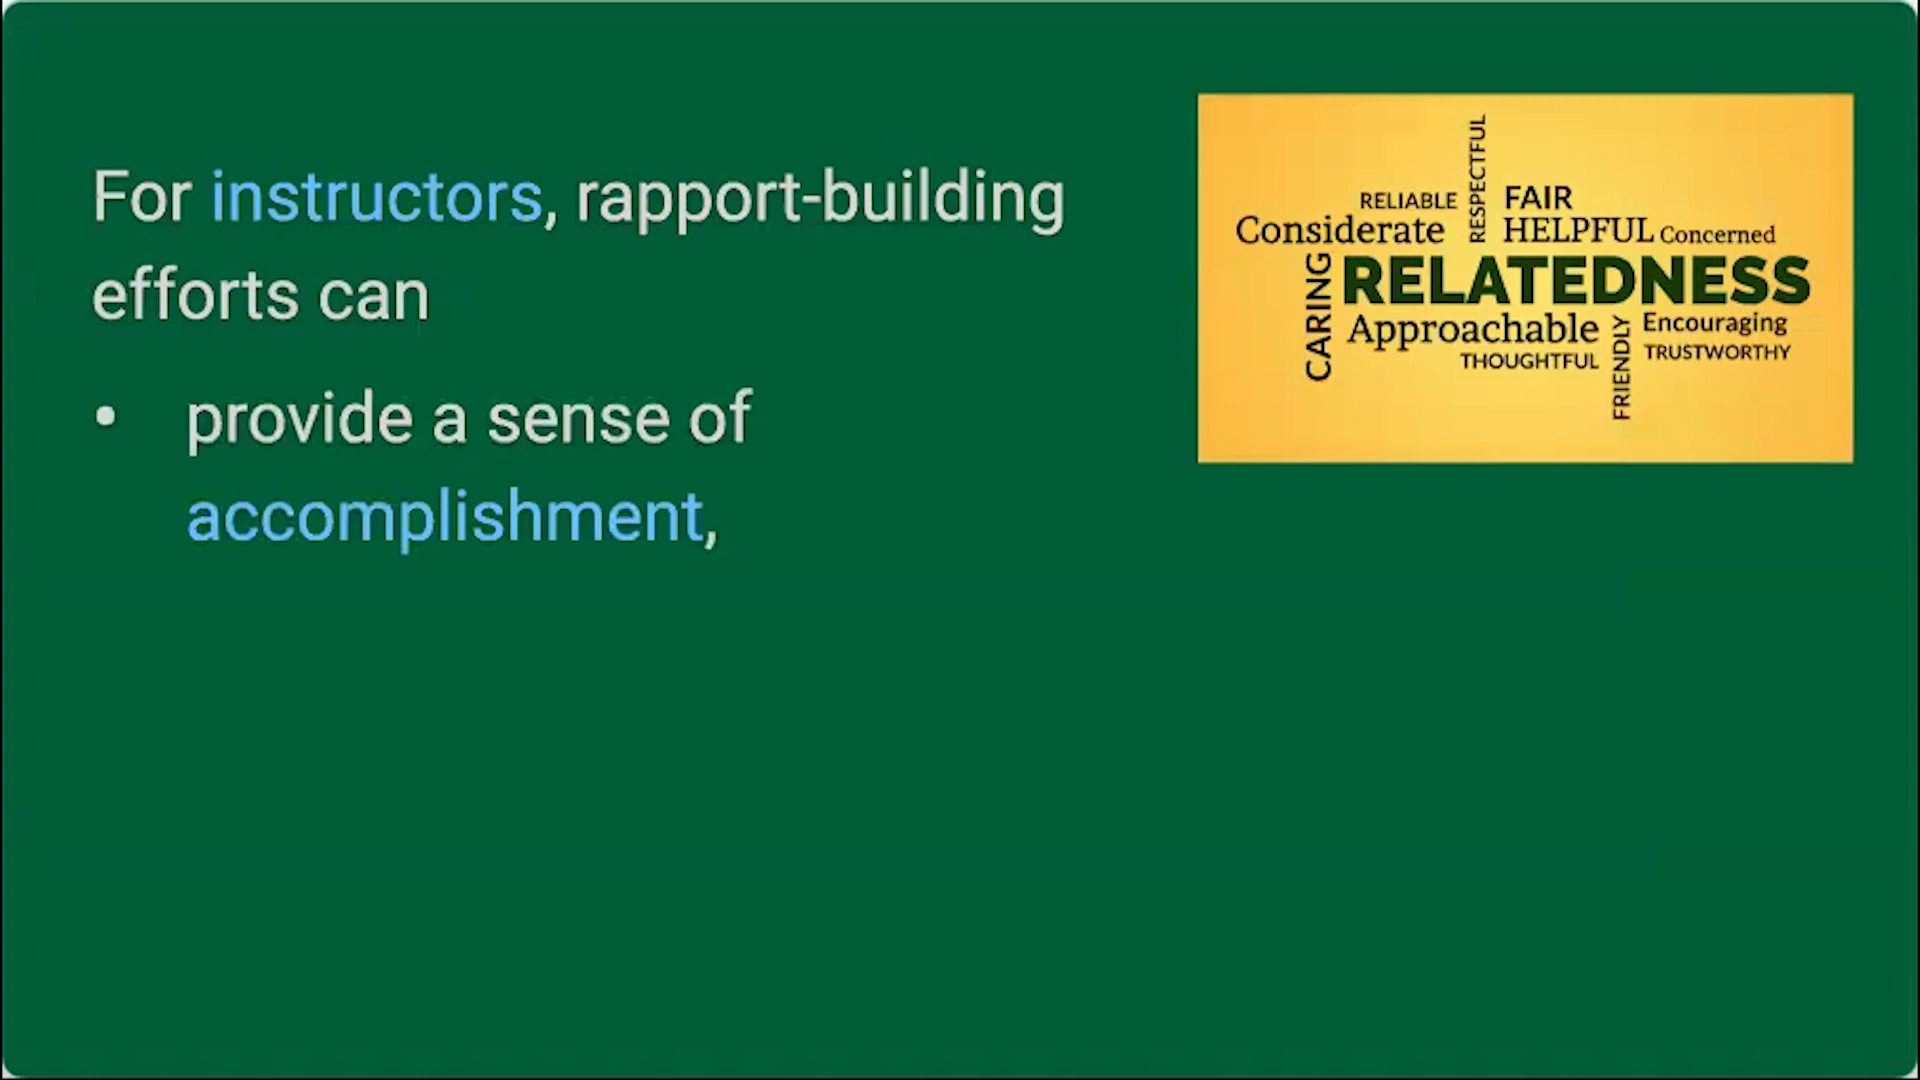 For instructors, rapport-building
efforts can
• provide a sense of
accomplishment,
RESPECTFUL
RELIABLE
FAIR
Considerate
HELPFUL
Concerned
CARING
RELATEDNESS
Approachable
Encouraging
THOUGHTFUL
FRIENDLY
TRUSTWORTHY